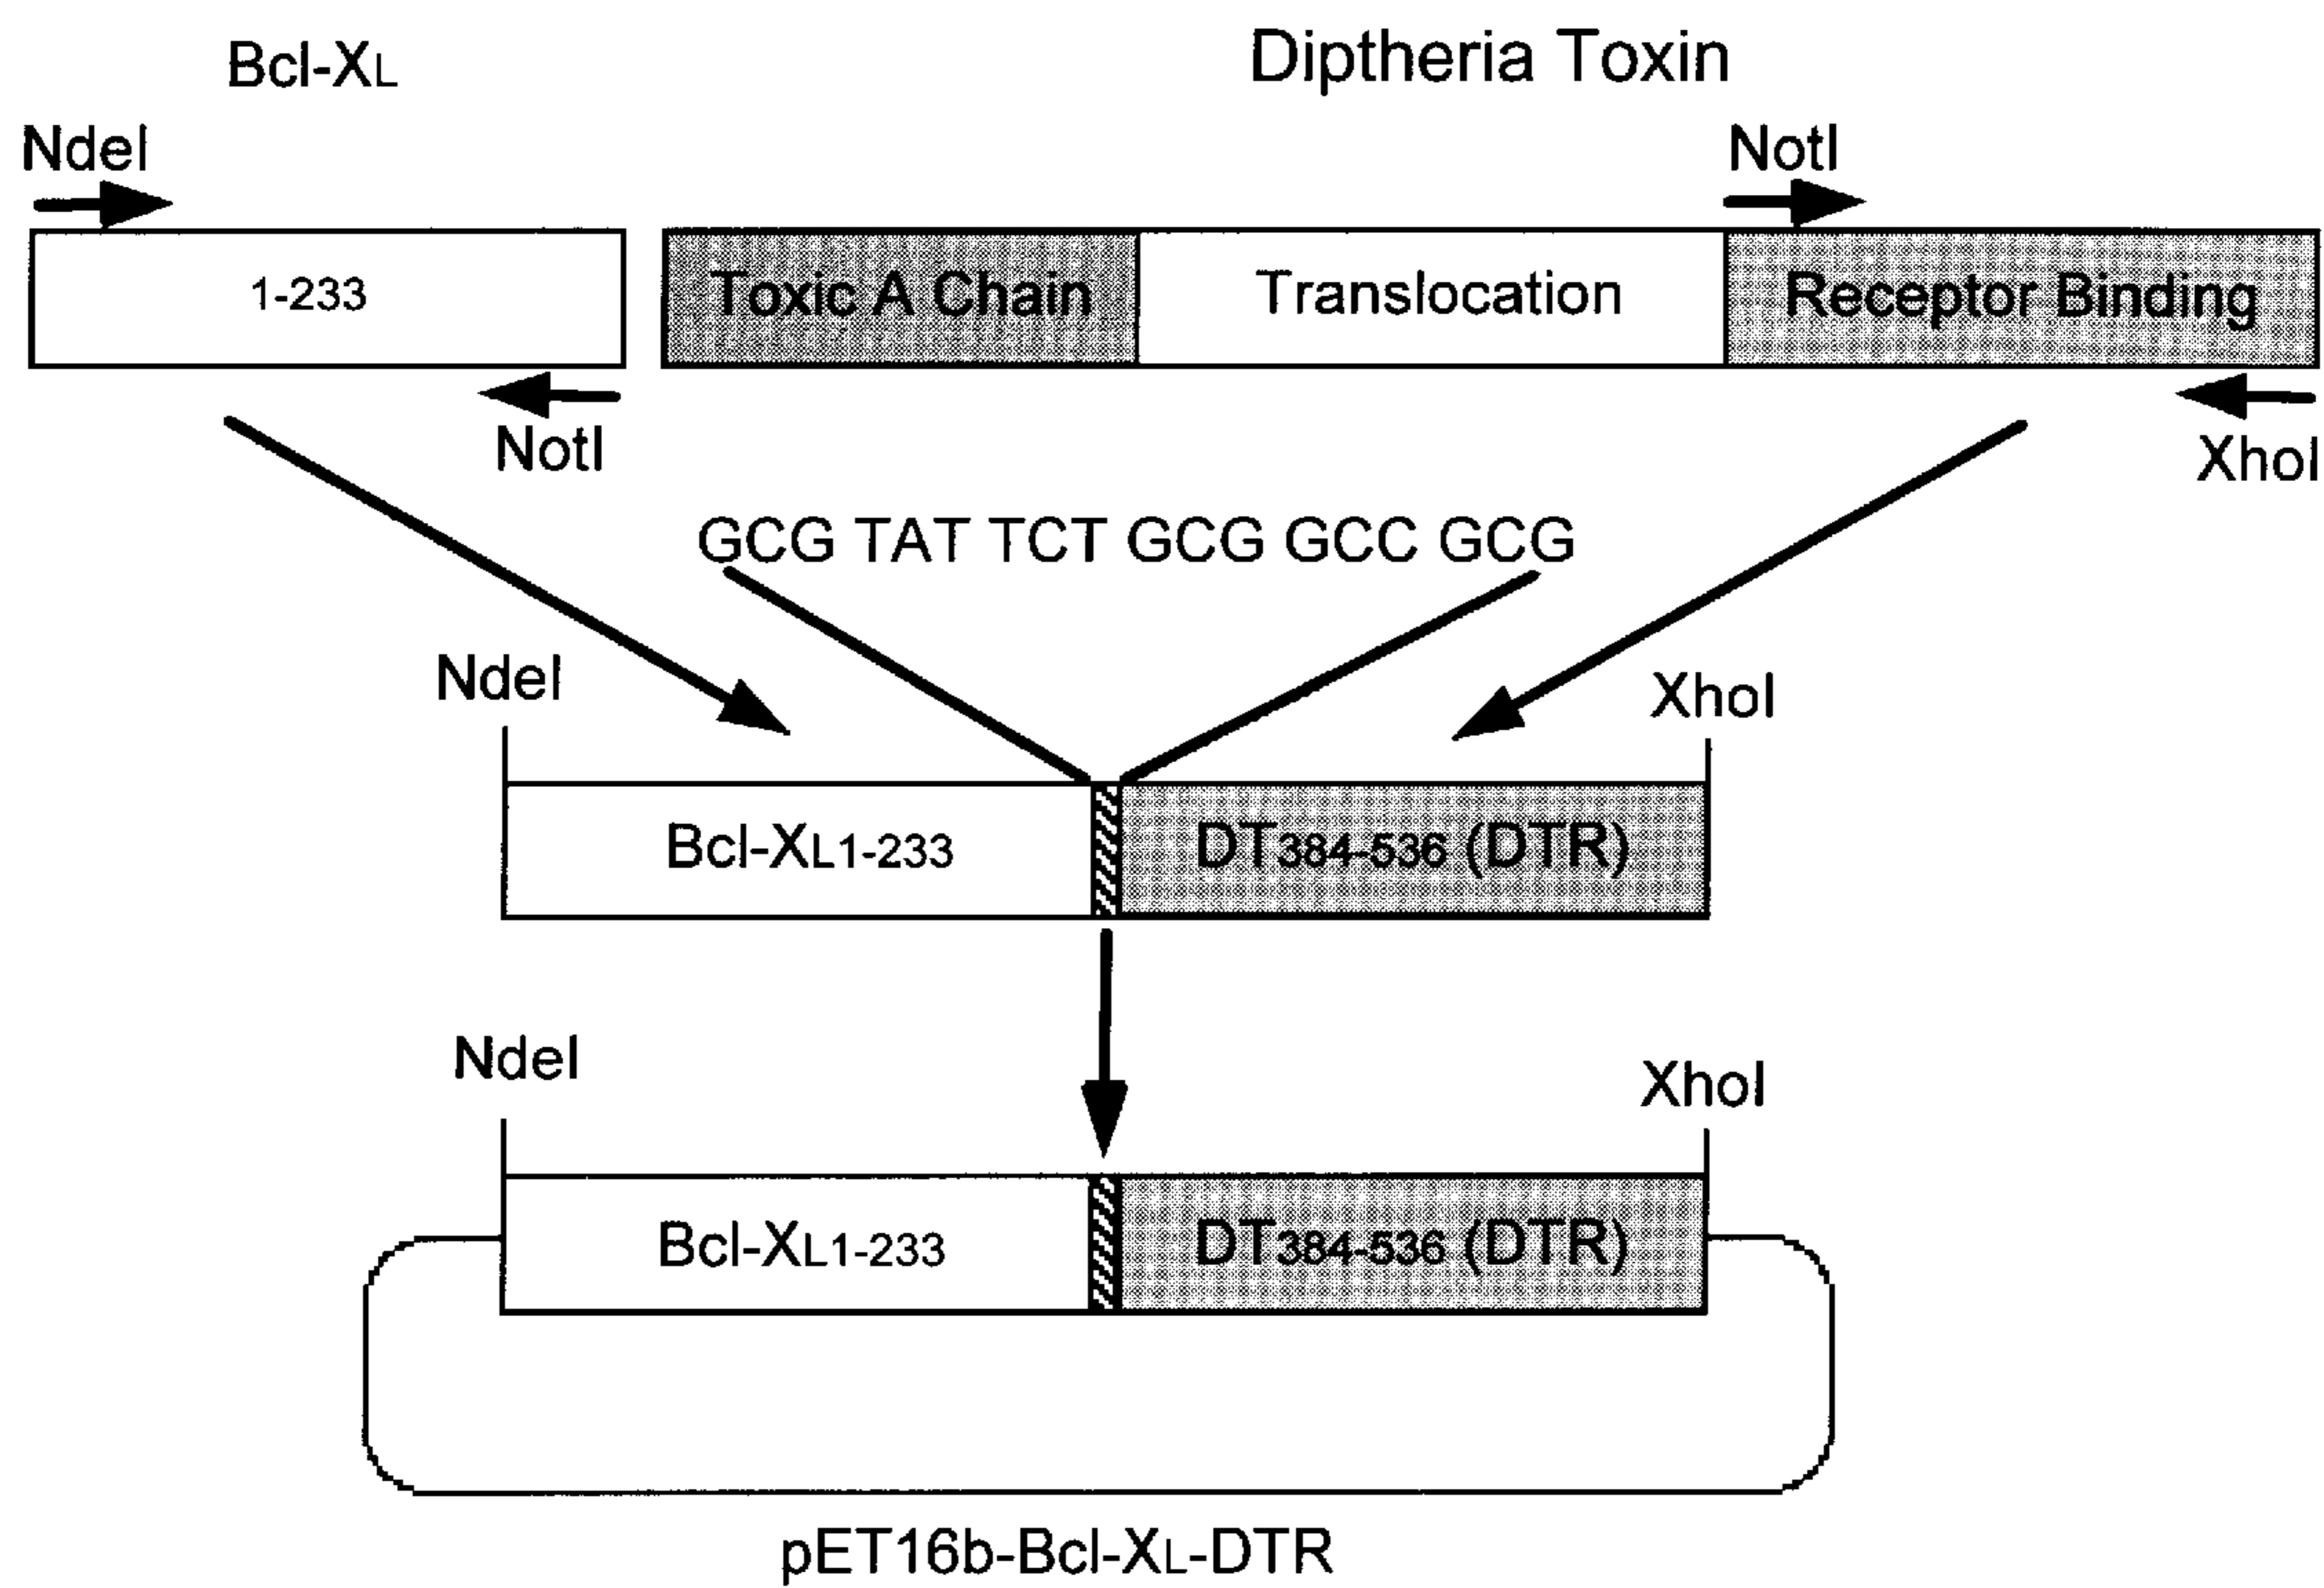 Bcl-XL
Diptheria Toxin
NdeI
NotI
1-233
Toxic A Chain
Translocation
Receptor Binding
NotI
XhoI
GCG TAT TCT GCG GCC GCG
NdeI
XhoI
Bcl-XL1-233
DT384-536 (DTR)
NdeI
XhoI
Bcl-XL1-233
DT384-536 (DTR)
pET16b-Bcl-XL-DTR